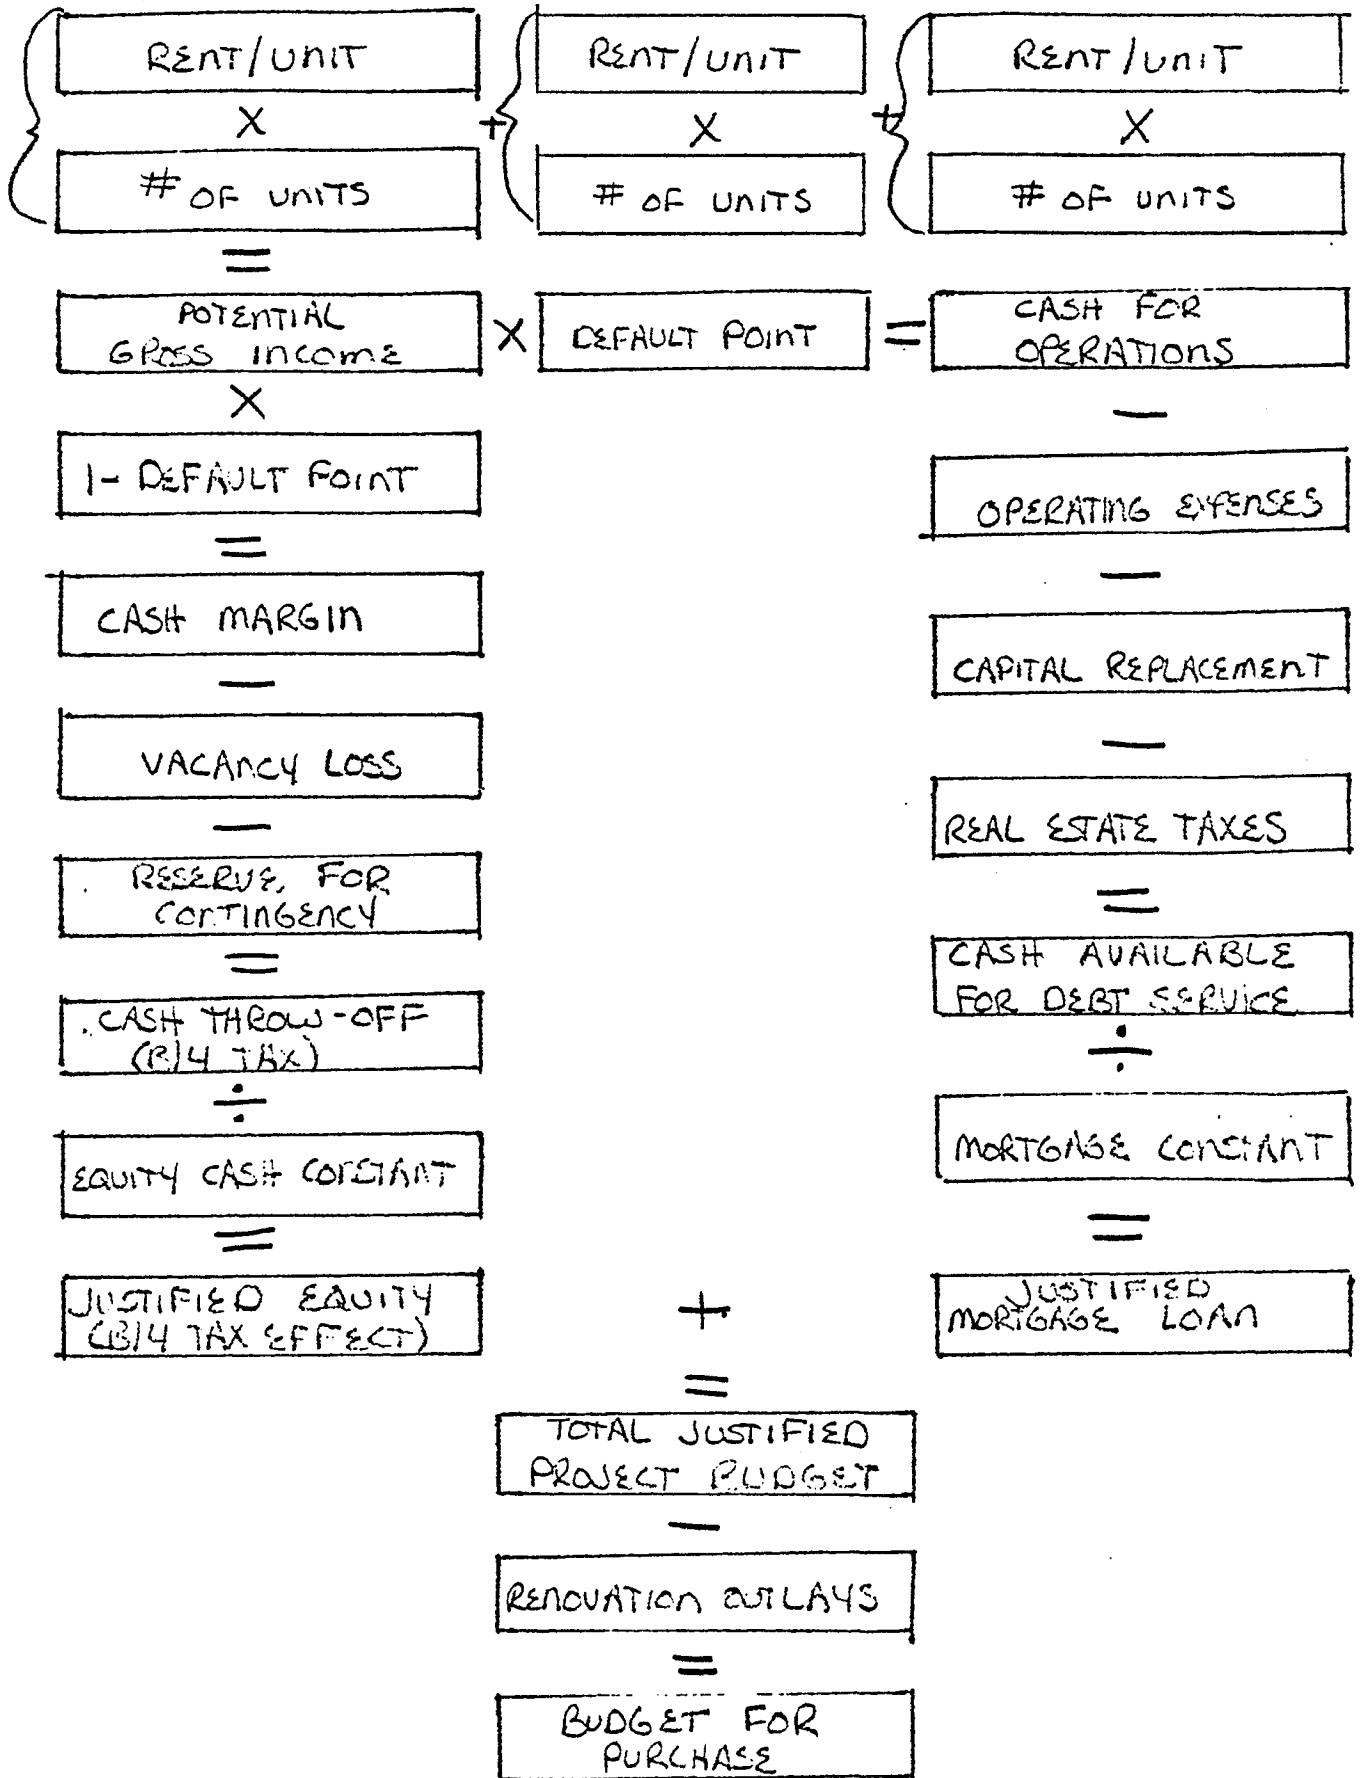 RENT/UNIT
X
# OF UNITS
+
RENT/UNIT
X
# OF UNITS
+
RENT/UNIT
X
# OF UNITS
=
POTENTIAL
GROSS INCOME
X
DEFAULT POINT
=
CASH FOR
OPERATIONS
X
1- DEFAULT POINT
=
CASH MARGIN
—
VACANCY LOSS
—
RESERVE FOR
CONTINGENCY
=
CASH THROW-OFF
(B/4 TAX)
÷
EQUITY CASH CONSTANT
=
JUSTIFIED EQUITY
(B/4 TAX EFFECT)
—
OPERATING EXPENSES
—
CAPITAL REPLACEMENT
—
REAL ESTATE TAXES
=
CASH AVAILABLE
FOR DEBT SERVICE
÷
MORTGAGE CONSTANT
=
JUSTIFIED
MORTGAGE LOAN
+
=
TOTAL JUSTIFIED
PROJECT BUDGET
—
RENOVATION OUTLAYS
=
BUDGET FOR
PURCHASE